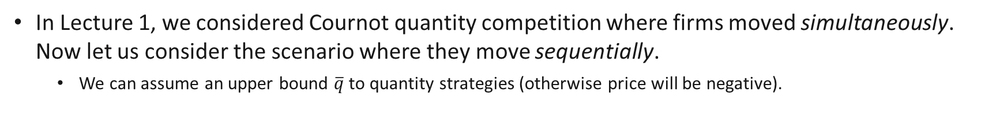 • In Lecture 1, we considered Cournot quantity competition where firms moved simultaneously.
Now let us consider the scenario where they move sequentially.
• We can assume an upper bound q̅ to quantity strategies (otherwise price will be negative).